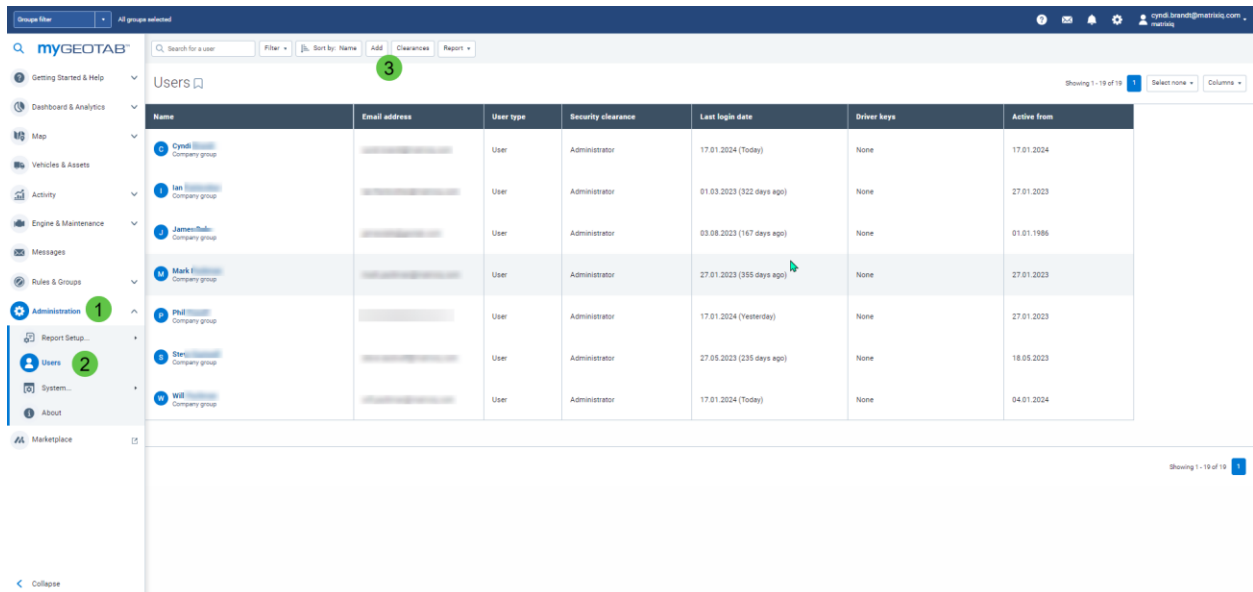 Groups filter All groups selected cyndi.brandt@matrixiq.com
matrixiq
myGEOTAB
Search for a user Filter Sort by: Name Add Clearances Report
3
Getting Started & Help
Users
Showing 1 - 19 of 19 1 Select none Columns
Dashboard & Analytics
Name Email address User type Security clearance Last login date Driver keys Active from
Map
C Cyndi User Administrator 17.01.2024 (Today) None 17.01.2024
Company group
Vehicles & Assets
I Ian User Administrator 01.03.2023 (322 days ago) None 27.01.2023
Company group
Activity
Engine & Maintenance
J James User Administrator 03.08.2023 (167 days ago) None 01.01.1986
Company group
Messages
M Mark User Administrator 27.01.2023 (355 days ago) None 27.01.2023
Company group
Rules & Groups
Administration 1
P Phil User Administrator 17.01.2024 (Yesterday) None 27.01.2023
Company group
Report Setup...
Users 2
S User Administrator 27.05.2023 (235 days ago) None 18.05.2023
Company group
System...
W Will User Administrator 17.01.2024 (Today) None 04.01.2024
Company group
About
Marketplace
Showing 1 - 19 of 19 1
Collapse